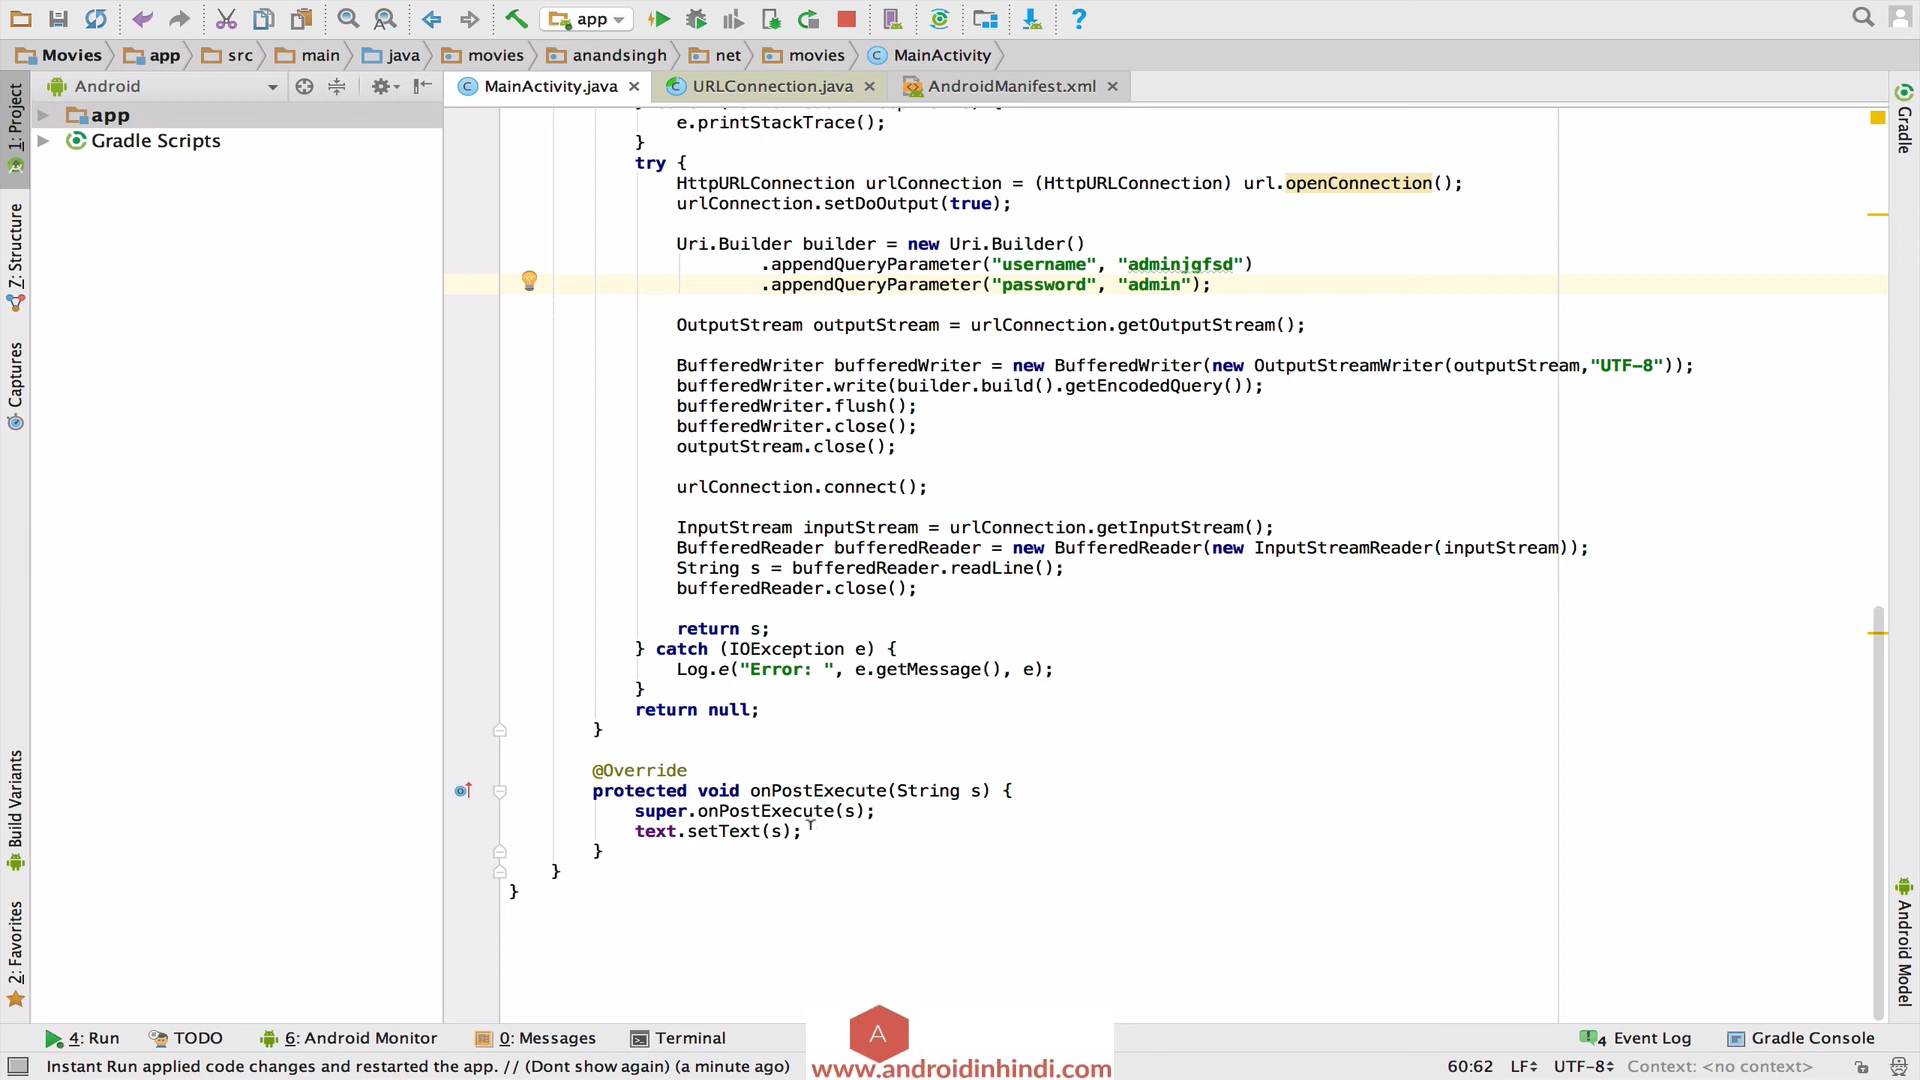 app
Movies app src main java movies anandsingh net movies MainActivity
Android
MainActivity.java
URLConnection.java
AndroidManifest.xml
1: Project
7: Structure
Captures
Build Variants
2: Favorites
Gradle
Android Model
app
Gradle Scripts
e.printStackTrace();
}
try {
HttpURLConnection urlConnection = (HttpURLConnection) url.openConnection();
urlConnection.setDoOutput(true);
Uri.Builder builder = new Uri.Builder()
.appendQueryParameter("username", "adminjgfsd")
.appendQueryParameter("password", "admin");
OutputStream outputStream = urlConnection.getOutputStream();
BufferedWriter bufferedWriter = new BufferedWriter(new OutputStreamWriter(outputStream,"UTF-8"));
bufferedWriter.write(builder.build().getEncodedQuery());
bufferedWriter.flush();
bufferedWriter.close();
outputStream.close();
urlConnection.connect();
InputStream inputStream = urlConnection.getInputStream();
BufferedReader bufferedReader = new BufferedReader(new InputStreamReader(inputStream));
String s = bufferedReader.readLine();
bufferedReader.close();
return s;
} catch (IOException e) {
Log.e("Error: ", e.getMessage(), e);
}
return null;
}
@Override
protected void onPostExecute(String s) {
super.onPostExecute(s);
text.setText(s);
}
}
}
4: Run TODO 6: Android Monitor 0: Messages Terminal
A
www.androidinhindi.com
4 Event Log Gradle Console
Instant Run applied code changes and restarted the app. // (Dont show again) (a minute ago)
60:62 LF UTF-8 Context: <no context>